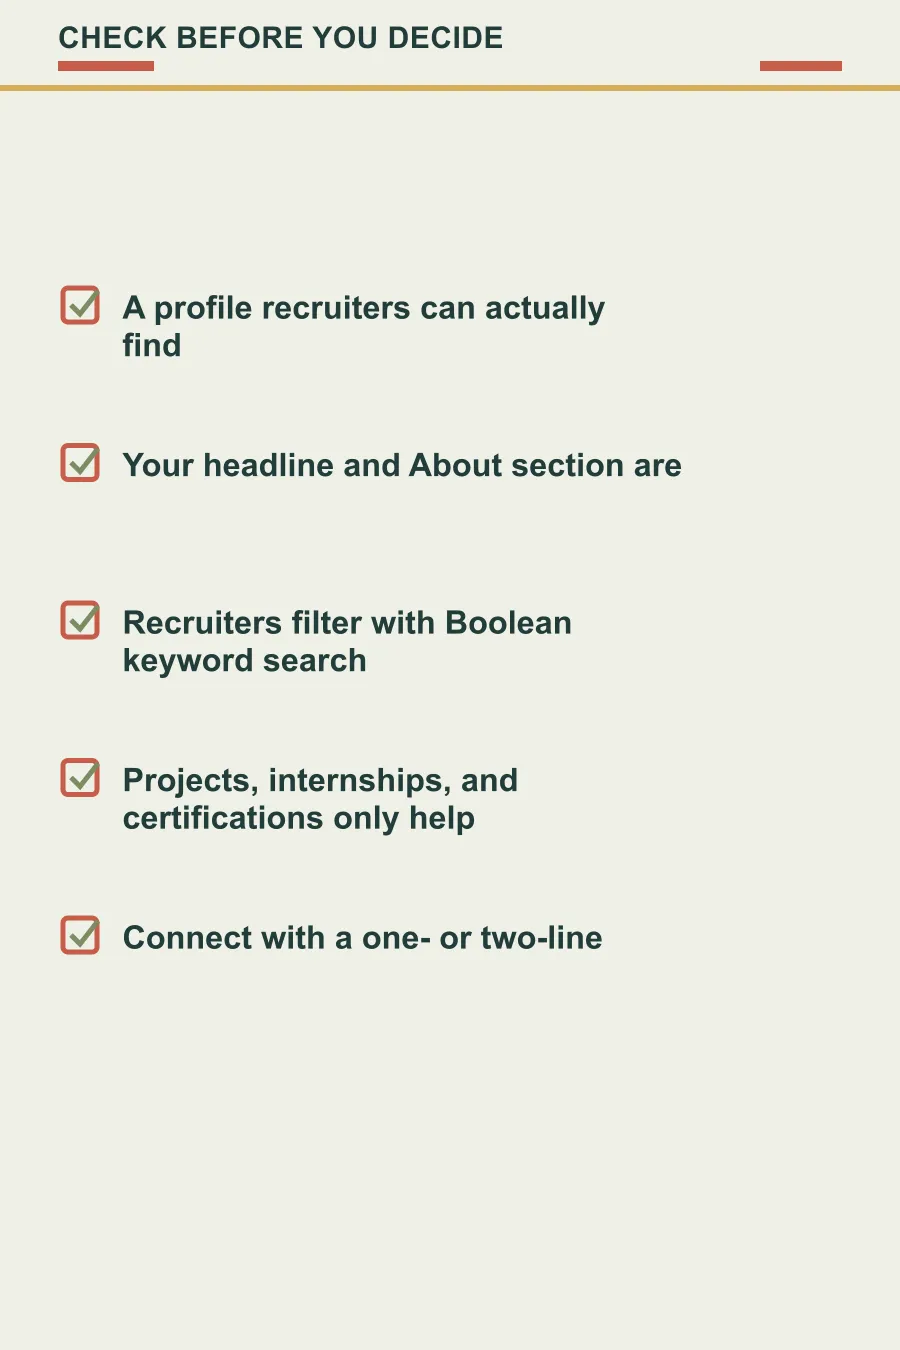 CHECK BEFORE YOU DECIDE
A profile recruiters can actually
find
Your headline and About section are
Recruiters filter with Boolean
keyword search
Projects, internships, and
certifications only help
Connect with a one- or two-line